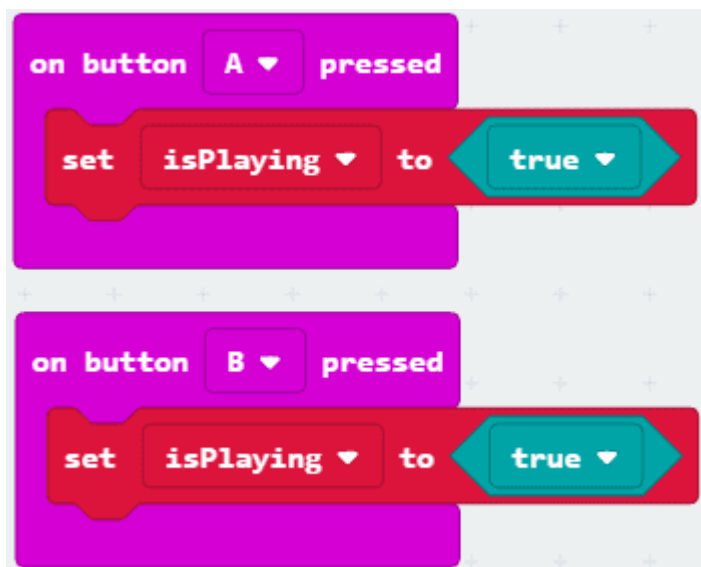 on button A pressed
set isPlaying to true
on button B pressed
set isPlaying to true